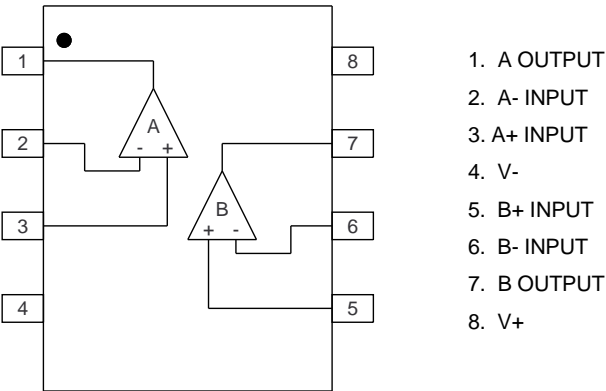 1
2
3
4
8
7
6
5
A
- +
B
+ -
1. A OUTPUT
2. A- INPUT
3. A+ INPUT
4. V-
5. B+ INPUT
6. B- INPUT
7. B OUTPUT
8. V+